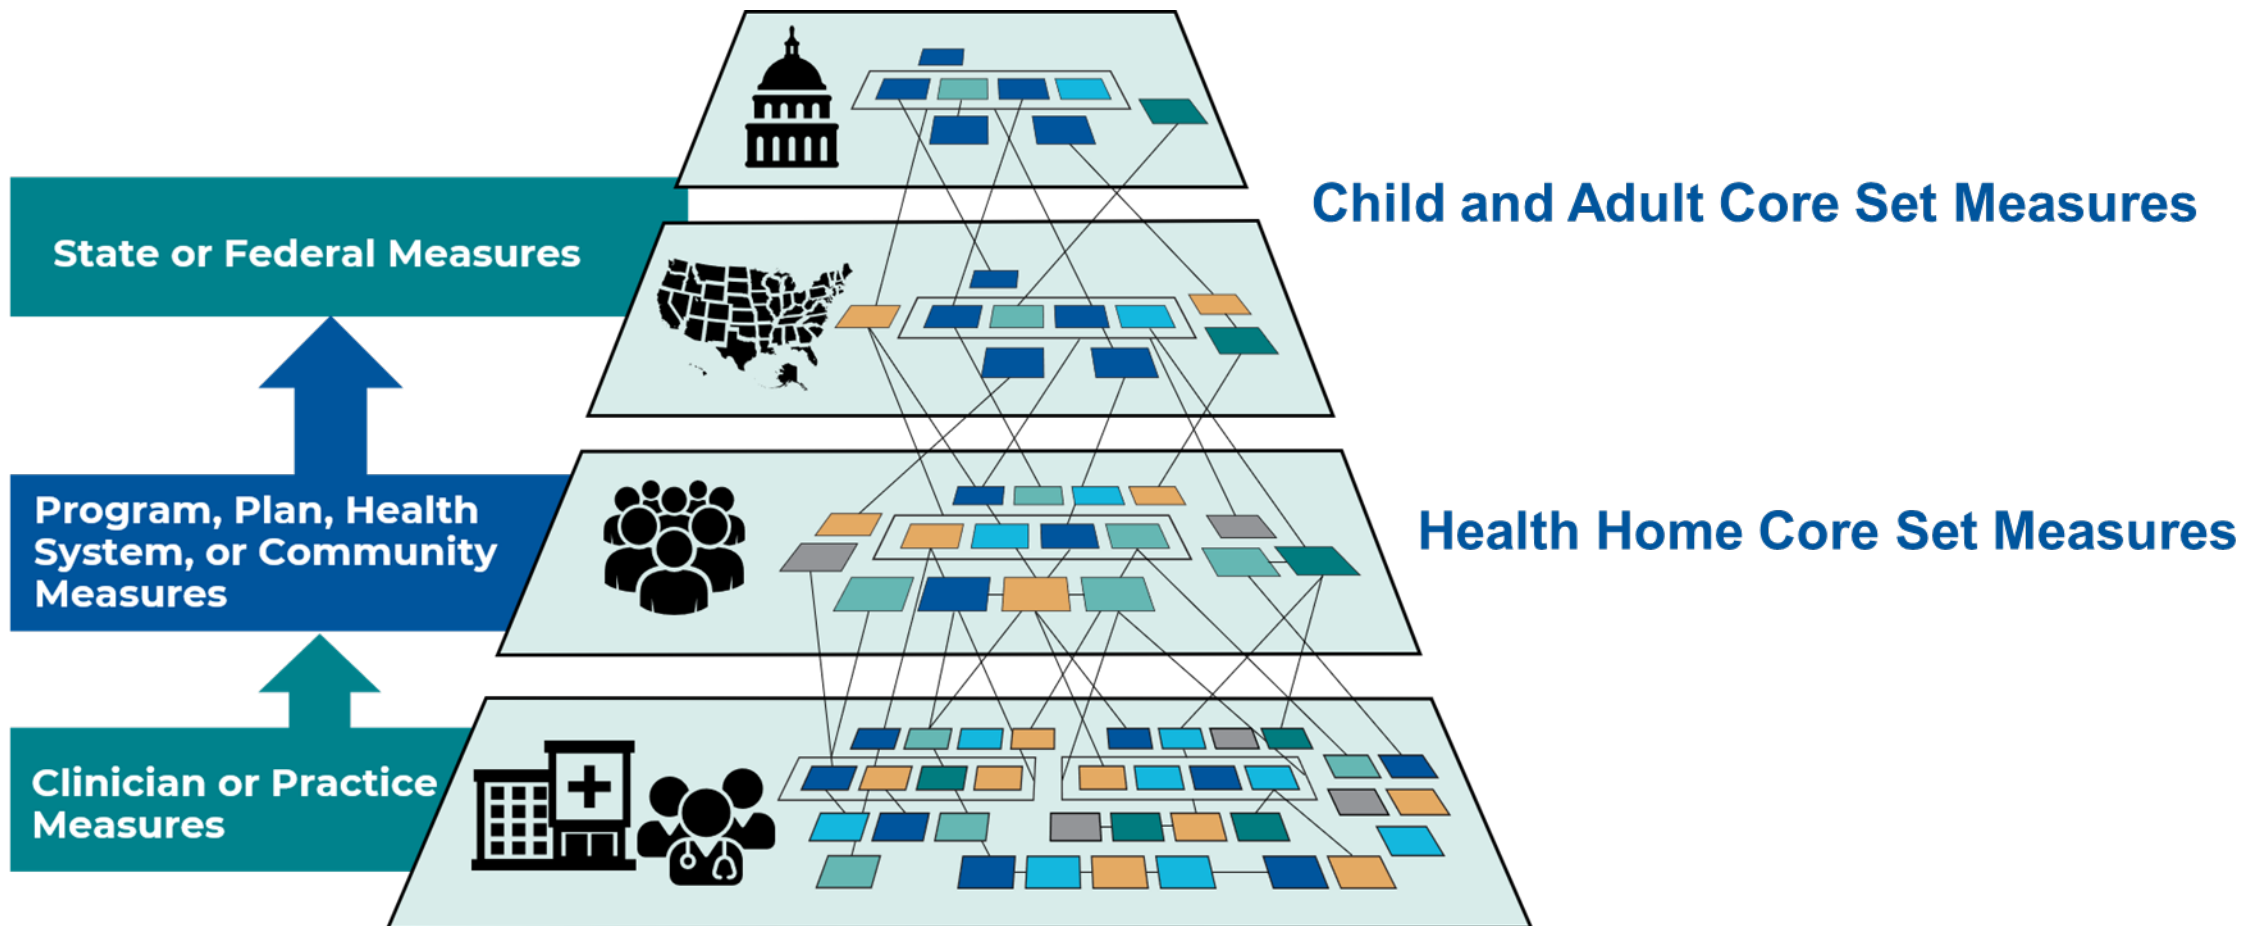 Child and Adult Core Set Measures
State or Federal Measures
Program, Plan, Health
System, or Community
Measures
Health Home Core Set Measures
Clinician or Practice
Measures